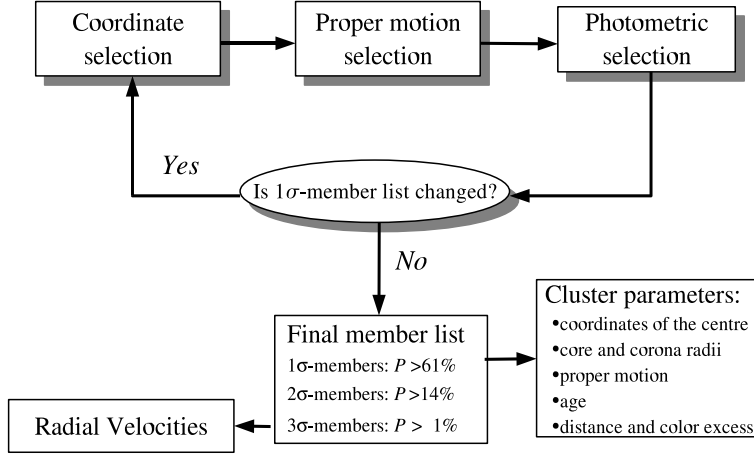 Coordinate
selection
Proper motion
selection
Photometric
selection
Yes
Is 1σ-member list changed?
No
Final member list
1σ-members: P >61%
2σ-members: P >14%
3σ-members: P > 1%
Cluster parameters:
•coordinates of the centre
•core and corona radii
•proper motion
•age
•distance and color excess
Radial Velocities